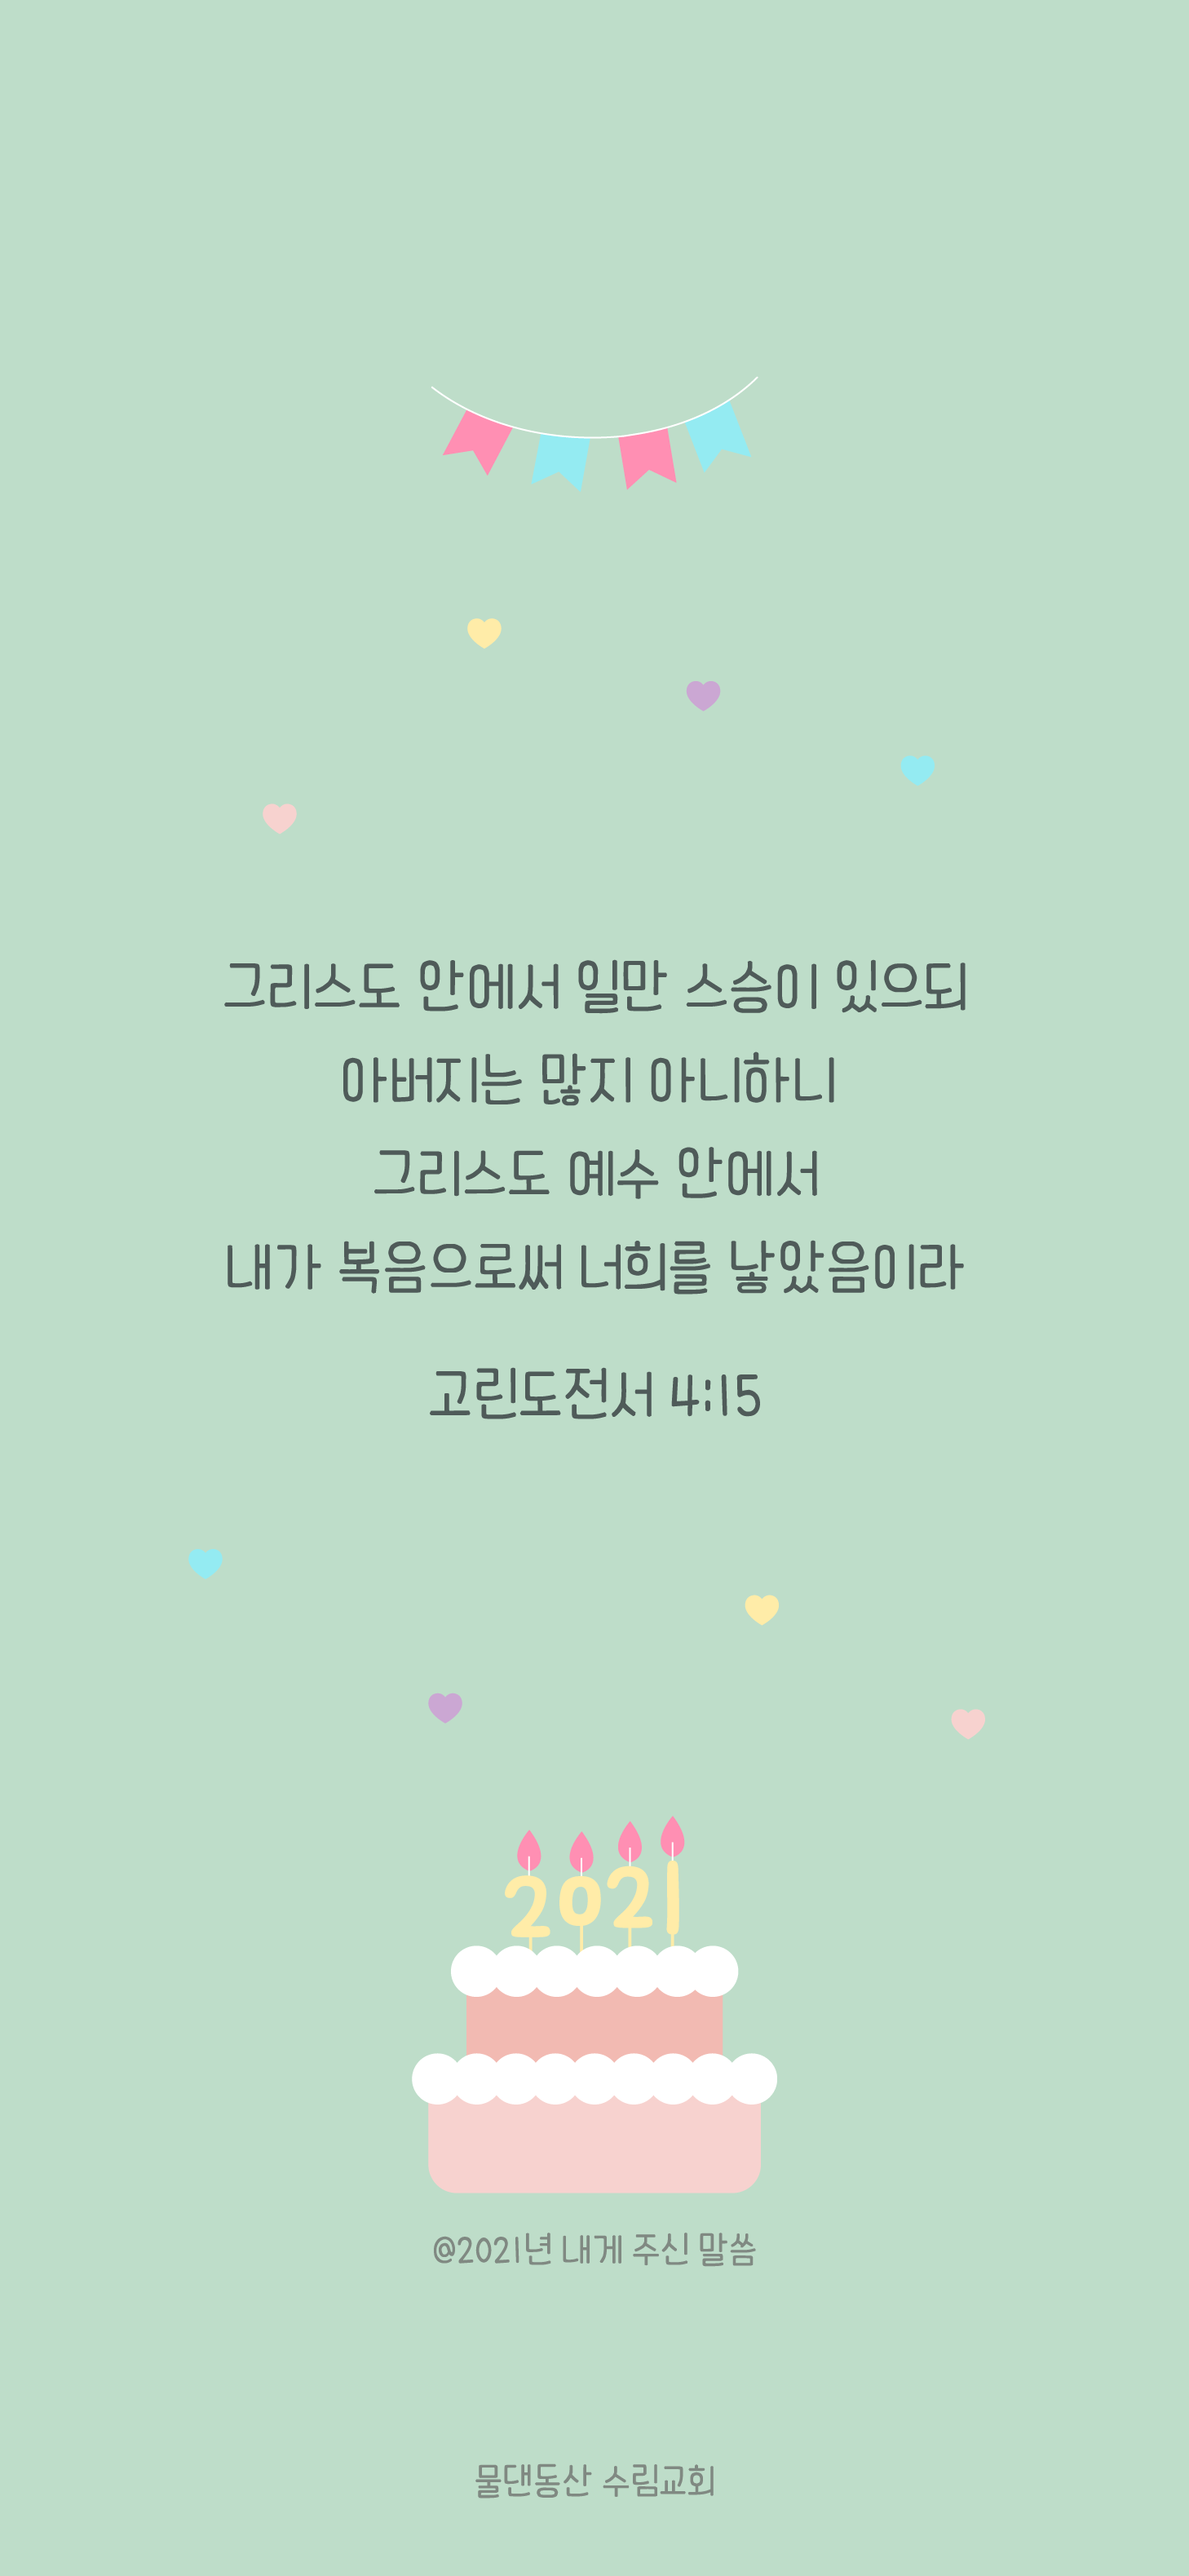 그리스도 안에서 일만 스승이 있으되
아버지는 많지 아니하니
그리스도 예수 안에서
내가 복음으로써 너희를 낳았음이라
고린도전서 4:15
2021
@2021년 내게 주신 말씀
물댄동산 수림교회